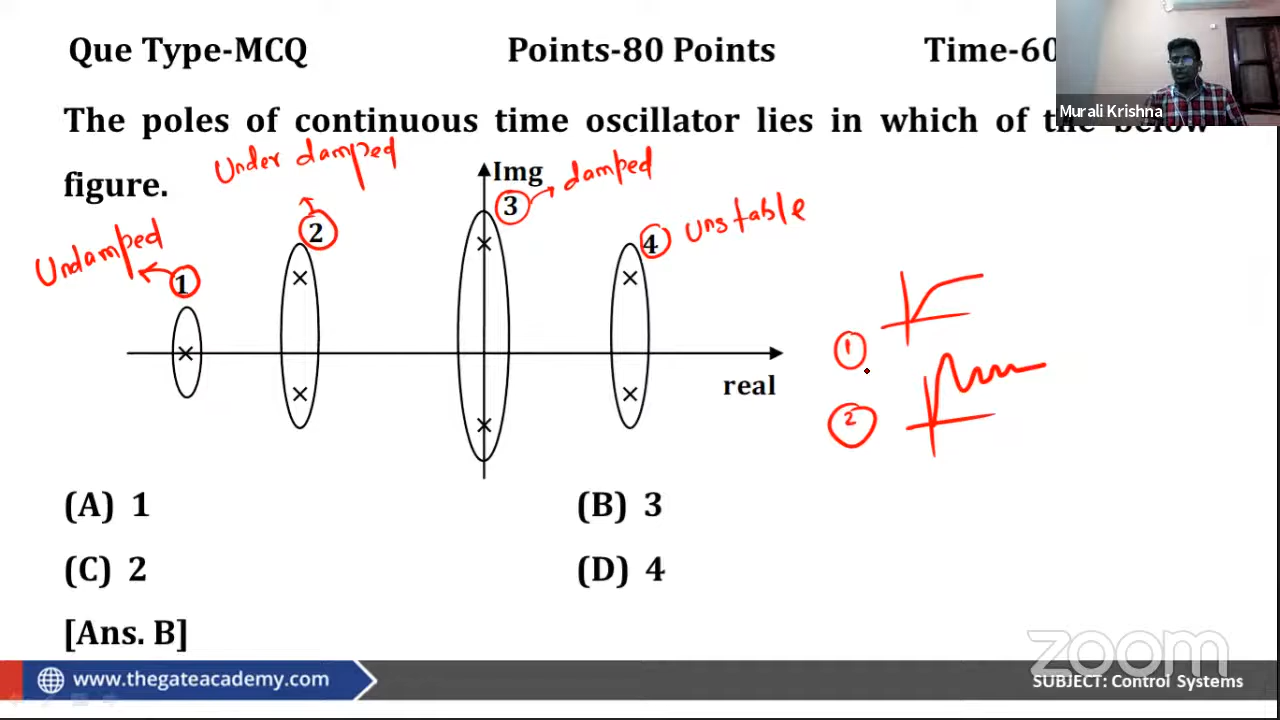 Que Type-MCQ Points-80 Points Time-60
Murali Krishna
The poles of continuous time oscillator lies in which of the below
figure.
Under damped
Img
damped
3
2
4
unstable
Undamped
1
1
real
2
(A) 1
(B) 3
(C) 2
(D) 4
[Ans. B]
zoom
www.thegateacademy.com
SUBJECT: Control Systems